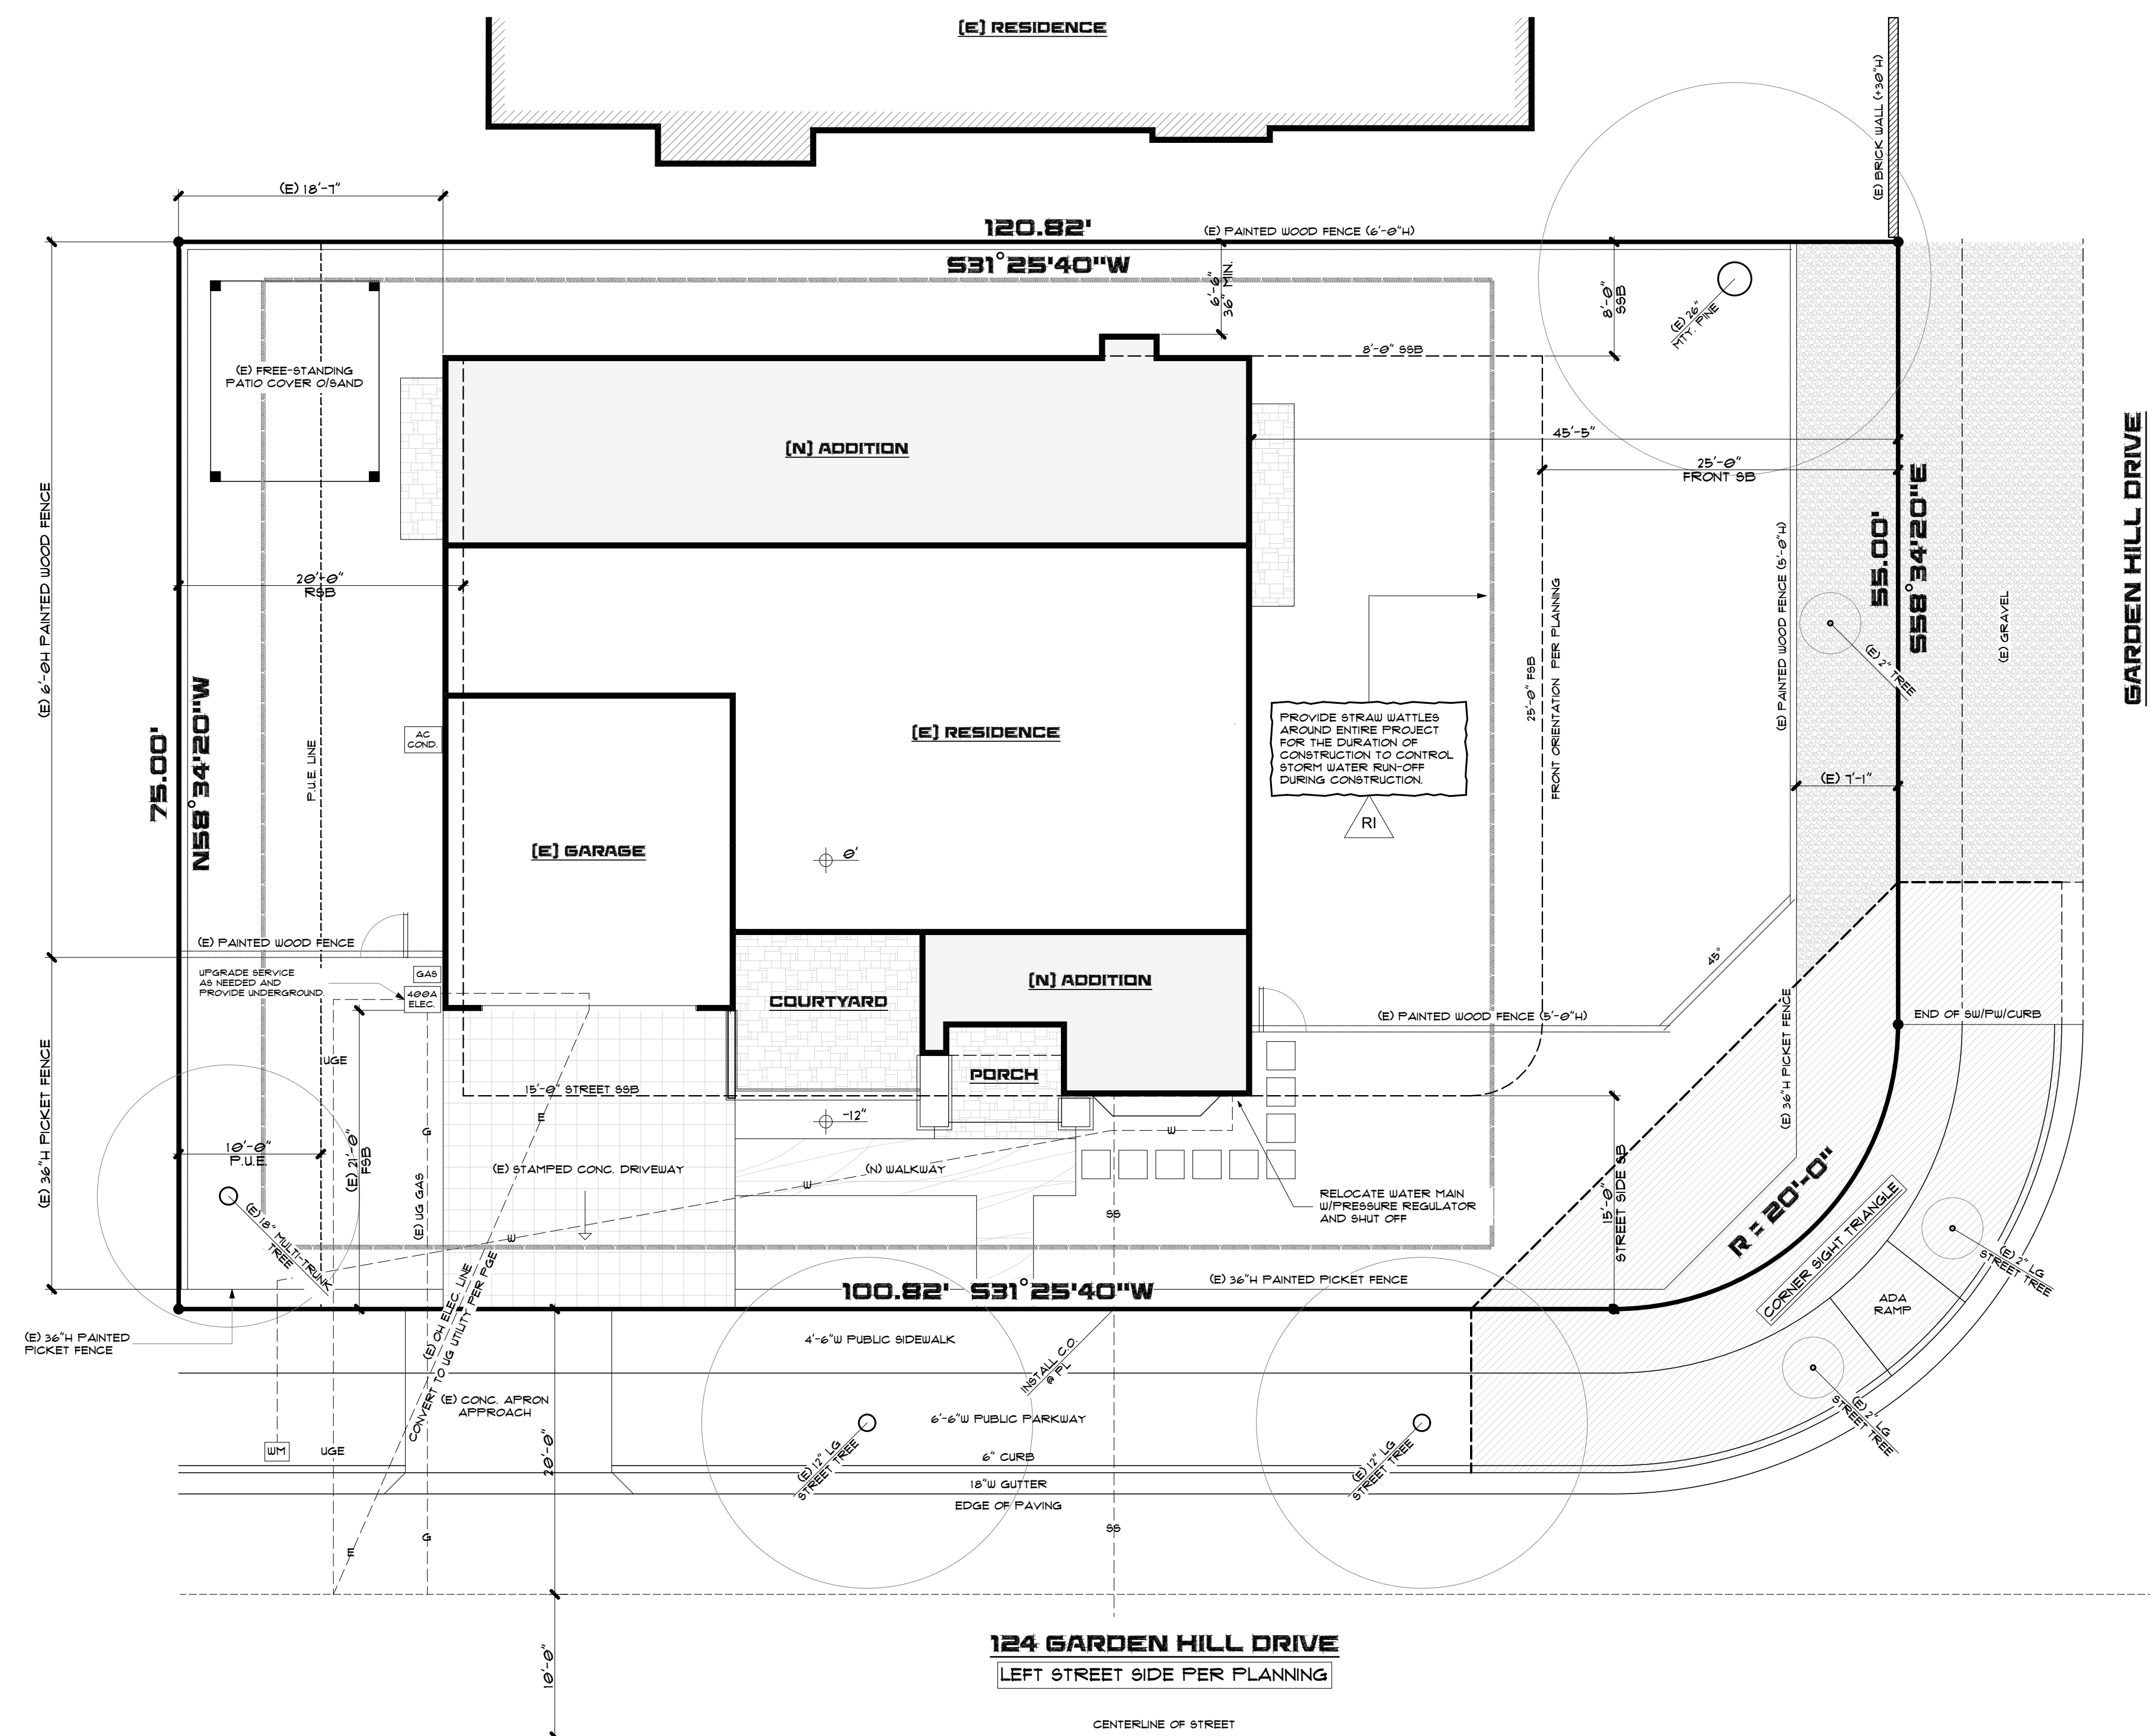 [E] RESIDENCE
(E) BRICK WALL (+30"H)
(E) 18'-7"
120.82'
(E) PAINTED WOOD FENCE (6'-0"H)
S31°25'40"W
6'-6"
36" MIN.
8'-0"
SSB
(E) 26"
MTY. PINE
8'-0" SSB
(E) FREE-STANDING
PATIO COVER O/SAND
[N] ADDITION
45'-5"
25'-0"
FRONT SB
GARDEN HILL DRIVE
(E) 6'-0H PAINTED WOOD FENCE
20'-0"
RSB
55.00'
S58°34'20"E
(E) PAINTED WOOD FENCE (5'-0"H)
(E) GRAVEL
(E) 2" TREE
25'-0" FSB
FRONT ORIENTATION PER PLANNING
75.00'
N58°34'20"W
P.U.E. LINE
AC
COND.
[E] RESIDENCE
PROVIDE STRAW WATTLES
AROUND ENTIRE PROJECT
FOR THE DURATION OF
CONSTRUCTION TO CONTROL
STORM WATER RUN-OFF
DURING CONSTRUCTION.
R1
(E) 7'-1"
[E] GARAGE
0'
(E) PAINTED WOOD FENCE
UPGRADE SERVICE
AS NEEDED AND
PROVIDE UNDERGROUND.
GAS
400A
ELEC.
COURTYARD
[N] ADDITION
45°
(E) 36"H PICKET FENCE
END OF SW/PW/CURB
(E) PAINTED WOOD FENCE (5'-0"H)
UGE
PORCH
15'-0" STREET SSB
(E) 36"H PICKET FENCE
E
G
-12"
W
10'-0"
P.U.E.
(E) 21'-0"
FSB
(E) UG GAS
(E) STAMPED CONC. DRIVEWAY
(N) WALKWAY
W
RELOCATE WATER MAIN
W/PRESSURE REGULATOR
AND SHUT OFF
SS
15'-0"
STREET SIDE SB
R = 20'-0"
CORNER SIGHT TRIANGLE
(E) 18" MULTI-TRUNK
TREE
W
(E) 2" LG
STREET TREE
100.82' S31°25'40"W
(E) 36"H PAINTED PICKET FENCE
ADA
RAMP
(E) 36"H PAINTED
PICKET FENCE
(E) OH ELEC. LINE
CONVERT TO UG UTILITY PER PGE
4'-6"W PUBLIC SIDEWALK
INSTALL C.O.
@ PL
(E) CONC. APRON
APPROACH
6'-6"W PUBLIC PARKWAY
(E) 2" LG
STREET TREE
WM
UGE
20'-0"
(E) 12" LG
STREET TREE
6" CURB
(E) 12" LG
STREET TREE
18"W GUTTER
EDGE OF PAVING
E
G
SS
124 GARDEN HILL DRIVE
LEFT STREET SIDE PER PLANNING
10'-0"
CENTERLINE OF STREET